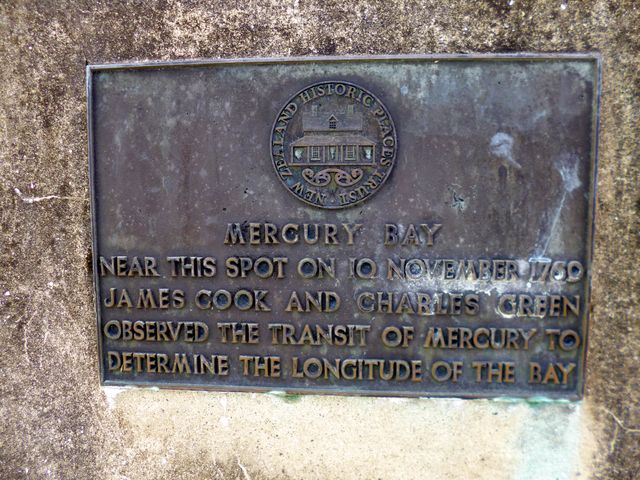 NEW ZEALAND HISTORIC PLACES TRUST
MERCURY BAY
NEAR THIS SPOT ON 10 NOVEMBER 1769
JAMES COOK AND CHARLES GREEN
OBSERVED THE TRANSIT OF MERCURY TO
DETERMINE THE LONGITUDE OF THE BAY